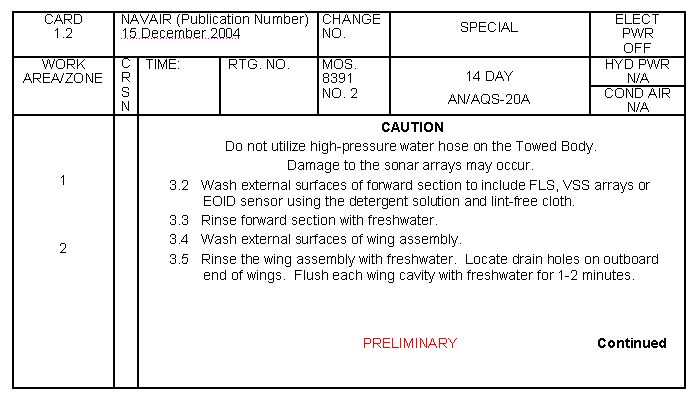 CARD
1.2
NAVAIR (Publication Number)
15 December 2004
CHANGE
NO.
SPECIAL
ELECT
PWR
OFF
WORK
AREA/ZONE
C
R
S
N
TIME:
RTG. NO.
MOS.
8391
NO. 2
14 DAY
AN/AQS-20A
HYD PWR
N/A
COND AIR
N/A
CAUTION
Do not utilize high-pressure water hose on the Towed Body.
Damage to the sonar arrays may occur.
1
3.2 Wash external surfaces of forward section to include FLS, VSS arrays or
EOID sensor using the detergent solution and lint-free cloth.
3.3 Rinse forward section with freshwater.
2
3.4 Wash external surfaces of wing assembly.
3.5 Rinse the wing assembly with freshwater. Locate drain holes on outboard
end of wings. Flush each wing cavity with freshwater for 1-2 minutes.
PRELIMINARY
Continued